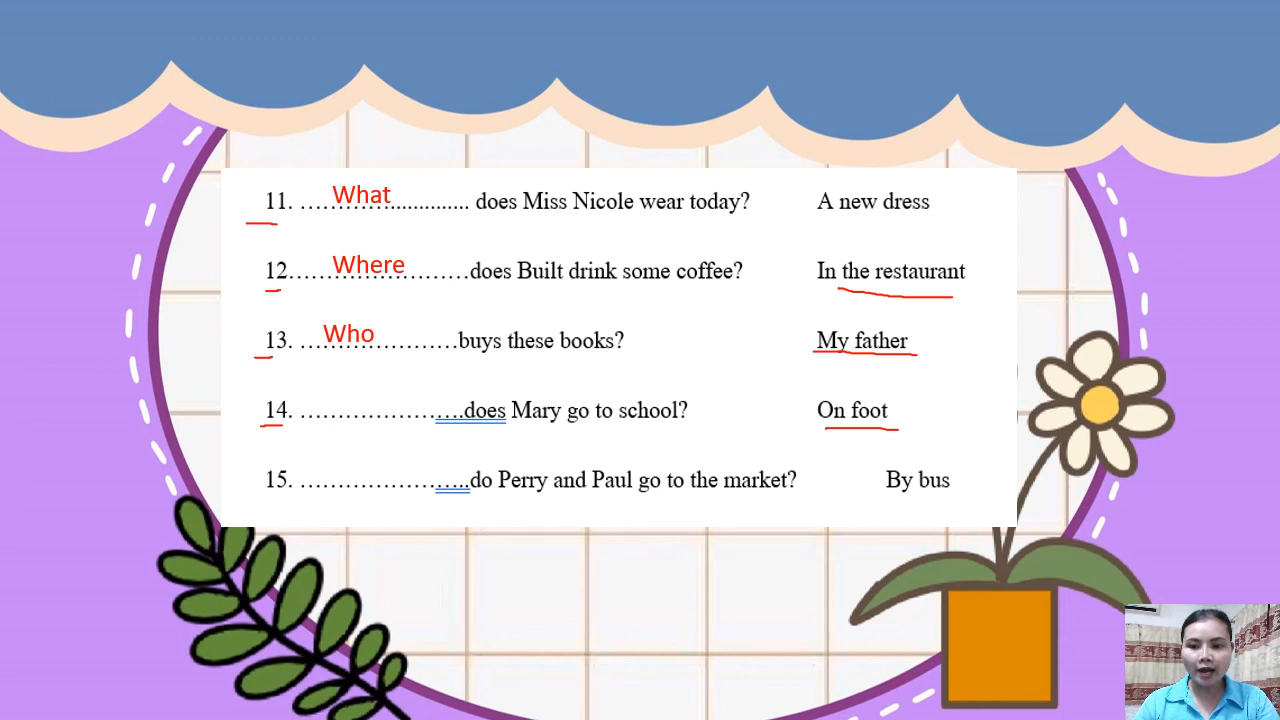 11. ………What………........... does Miss Nicole wear today? A new dress
12……Where…………………does Built drink some coffee? In the restaurant
13. …Who………………buys these books? My father
14. ………………….….does Mary go to school? On foot
15. ………………….…..do Perry and Paul go to the market? By bus